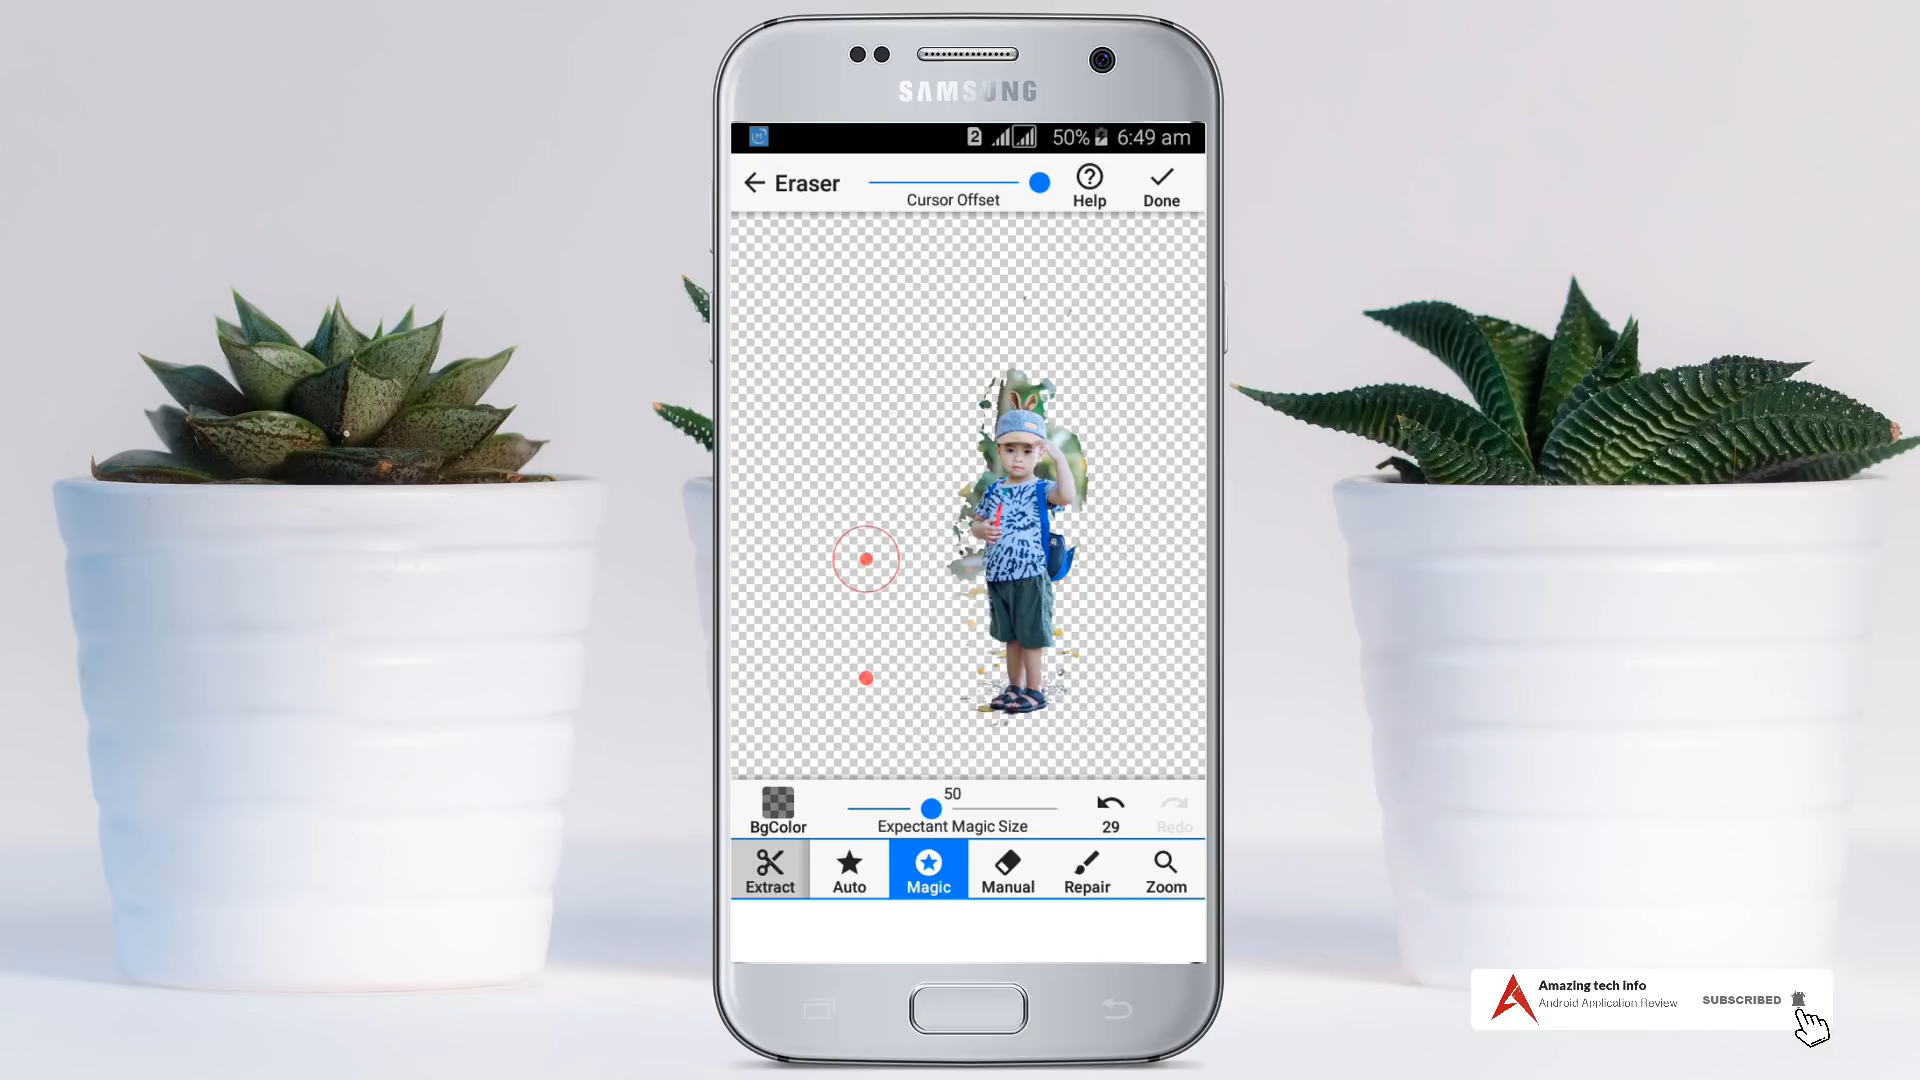 SAMSUNG
2 50% 6:49 am
Eraser
Cursor Offset
Help
Done
50
BgColor
Expectant Magic Size
29
Redo
Extract
Auto
Magic
Manual
Repair
Zoom
Amazing tech info
Android Application Review
SUBSCRIBED